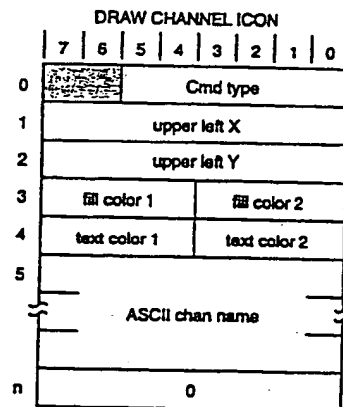 DRAW CHANNEL ICON
7 6 5 4 3 2 1 0
0 Cmd type
1 upper left X
2 upper left Y
3 fill color 1 fill color 2
4 text color 1 text color 2
5
ASCII chan name
n 0